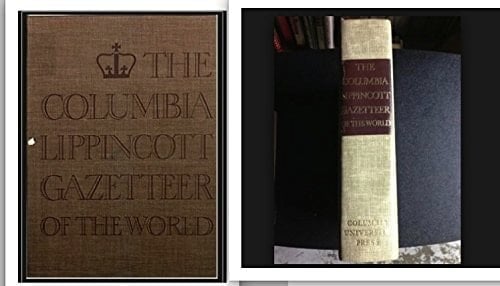 THE
COLUMBIA
LIPPINCOTT
GAZETTEER
OF THE WORLD
THE
COLUMBIA
LIPPINCOTT
GAZETTEER
OF THE WORLD
COLUMBIA
UNIVERSITY
PRESS